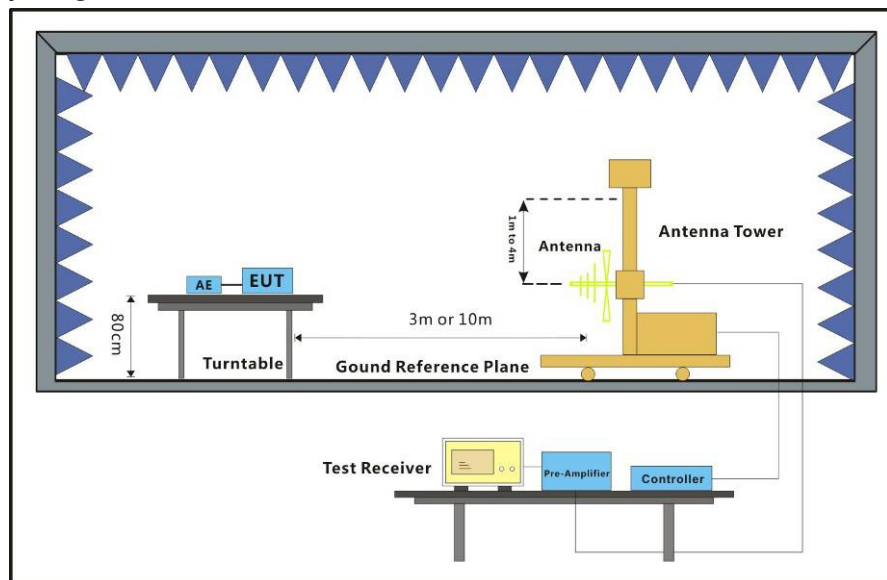 1m to 4m
Antenna
Antenna Tower
AE
EUT
80cm
3m or 10m
Turntable
Gound Reference Plane
Test Receiver
Pre-Amplifier
Controller